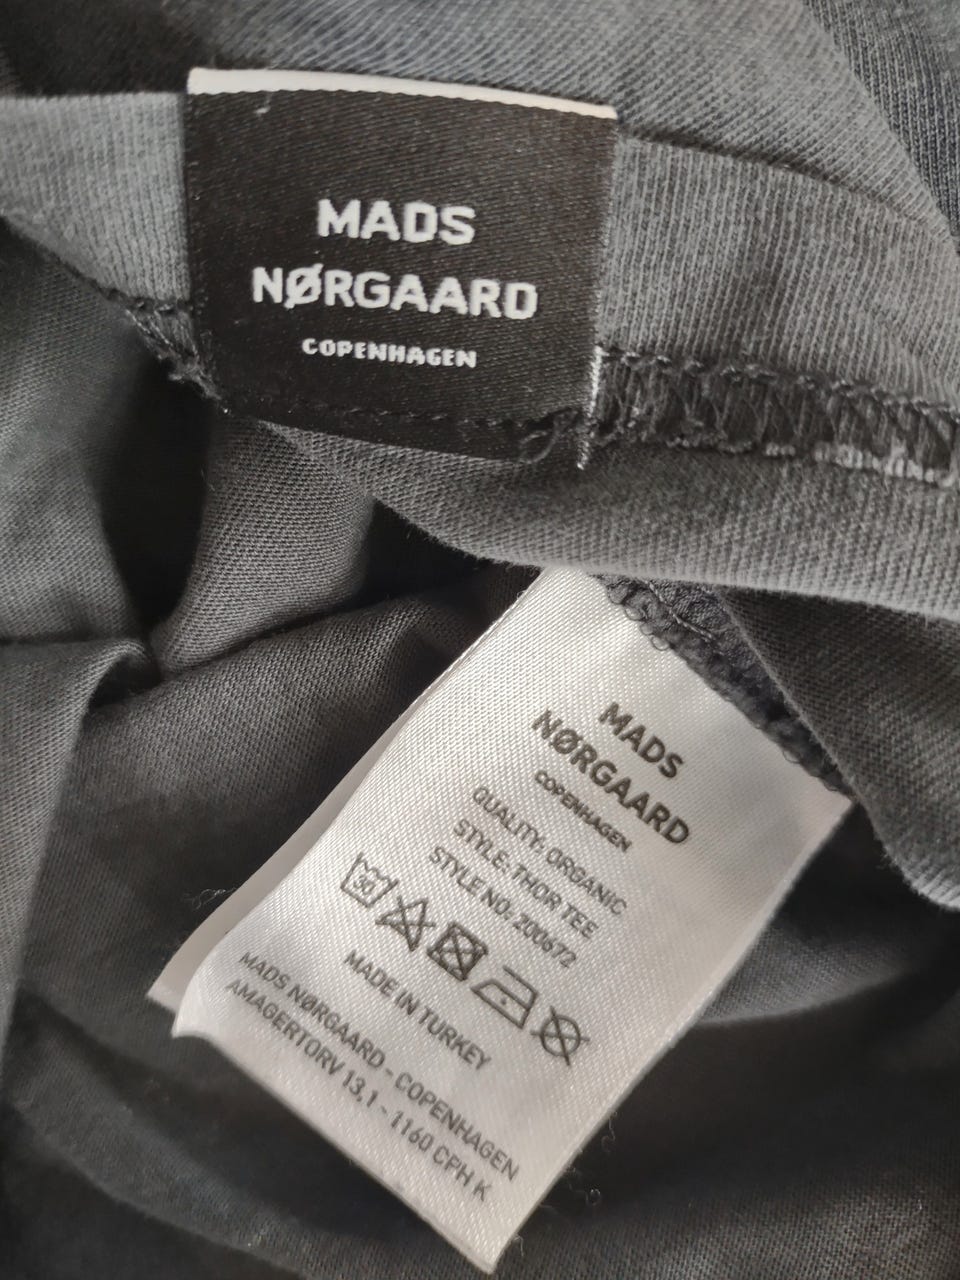 MADS
NØRGAARD
COPENHAGEN
MADS
NØRGAARD
COPENHAGEN
QUALITY: ORGANIC
STYLE: THOR TEE
STYLE NO: 200672
30
MADE IN TURKEY
MADS NØRGAARD - COPENHAGEN
AMAGERTORV 13,1 - 1160 CPH K